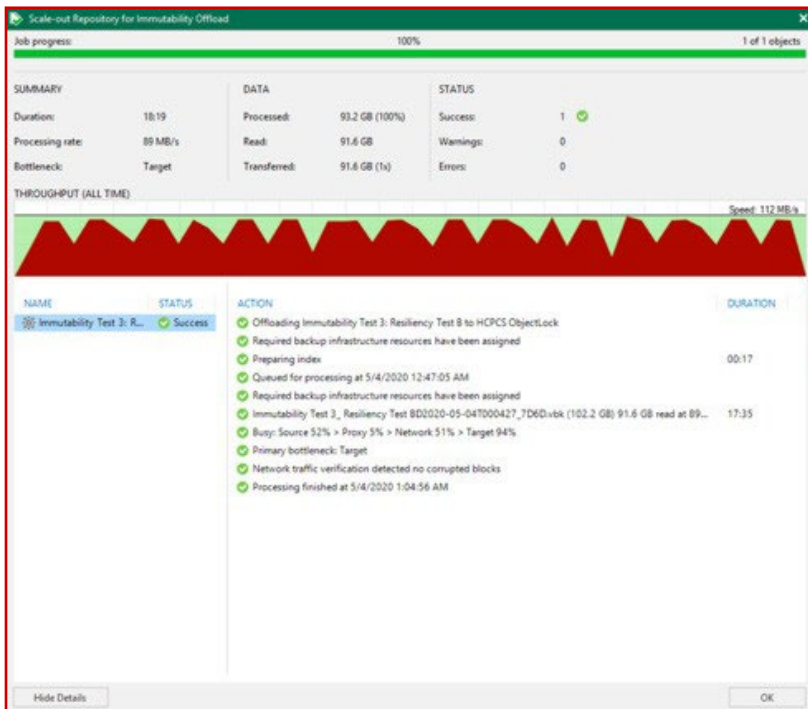 Scale-out Repository for Immutability Offload
Job progress: 100% 1 of 1 objects
SUMMARY DATA STATUS
Duration: 18:19 Processed: 93.2 GB (100%) Success: 1
Processing rate: 89 MB/s Read: 91.6 GB Warnings: 0
Bottleneck: Target Transferred: 91.6 GB (1x) Errors: 0
THROUGHPUT (ALL TIME)
Speed: 112 MB/s
NAME STATUS ACTION DURATION
Immutability Test 3: R... Success Offloading Immutability Test 3: Resiliency Test B to HCPCS ObjectLock
Required backup infrastructure resources have been assigned
Preparing index 00:17
Queued for processing at 5/4/2020 12:47:05 AM
Required backup infrastructure resources have been assigned
Immutability Test 3_ Resiliency Test BD2020-05-04T000427_7D6D.vbk (102.2 GB) 91.6 GB read at 89... 17:35
Busy: Source 52% > Proxy 5% > Network 51% > Target 94%
Primary bottleneck: Target
Network traffic verification detected no corrupted blocks
Processing finished at 5/4/2020 1:04:56 AM
Hide Details OK